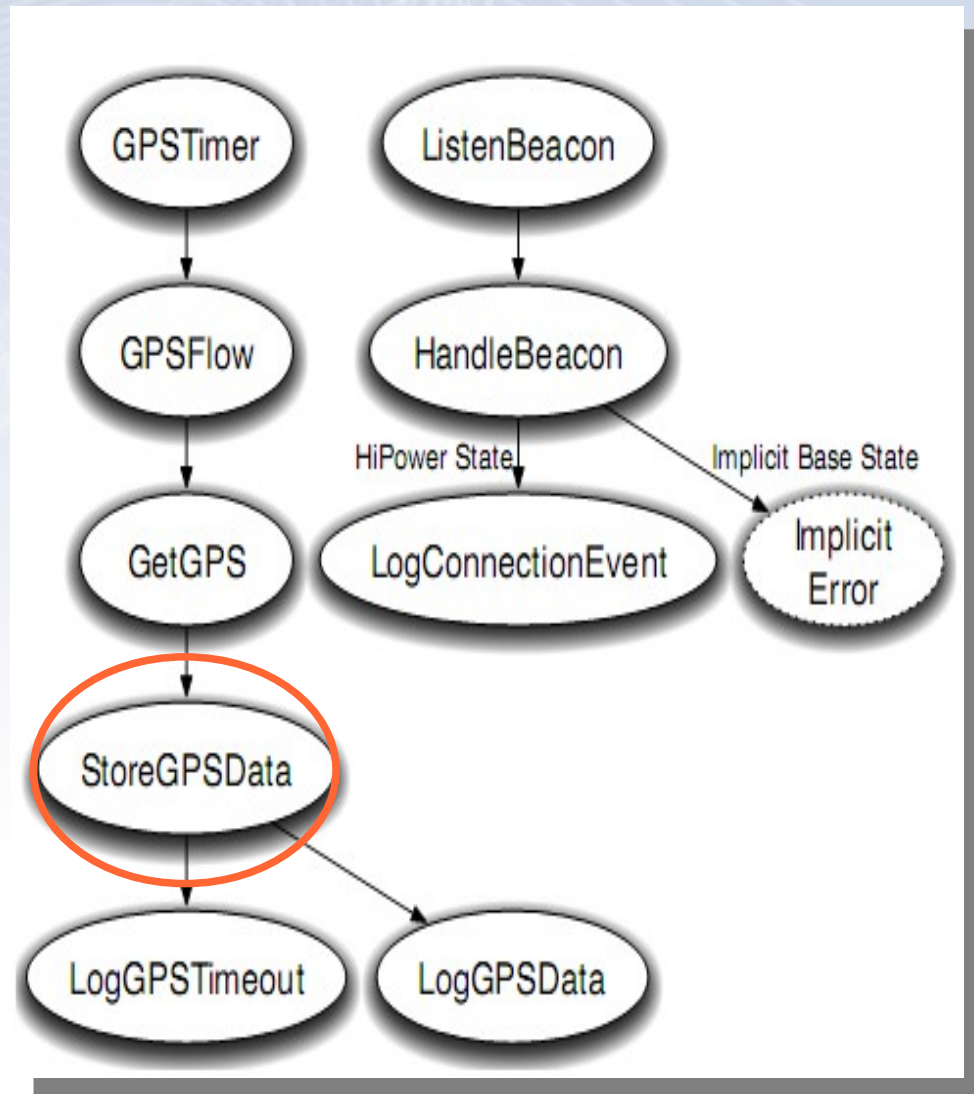 GPSTimer
ListenBeacon
GPSFlow
HandleBeacon
HiPower State
Implicit Base State
GetGPS
LogConnectionEvent
Implicit
Error
StoreGPSData
LogGPSTimeout
LogGPSData